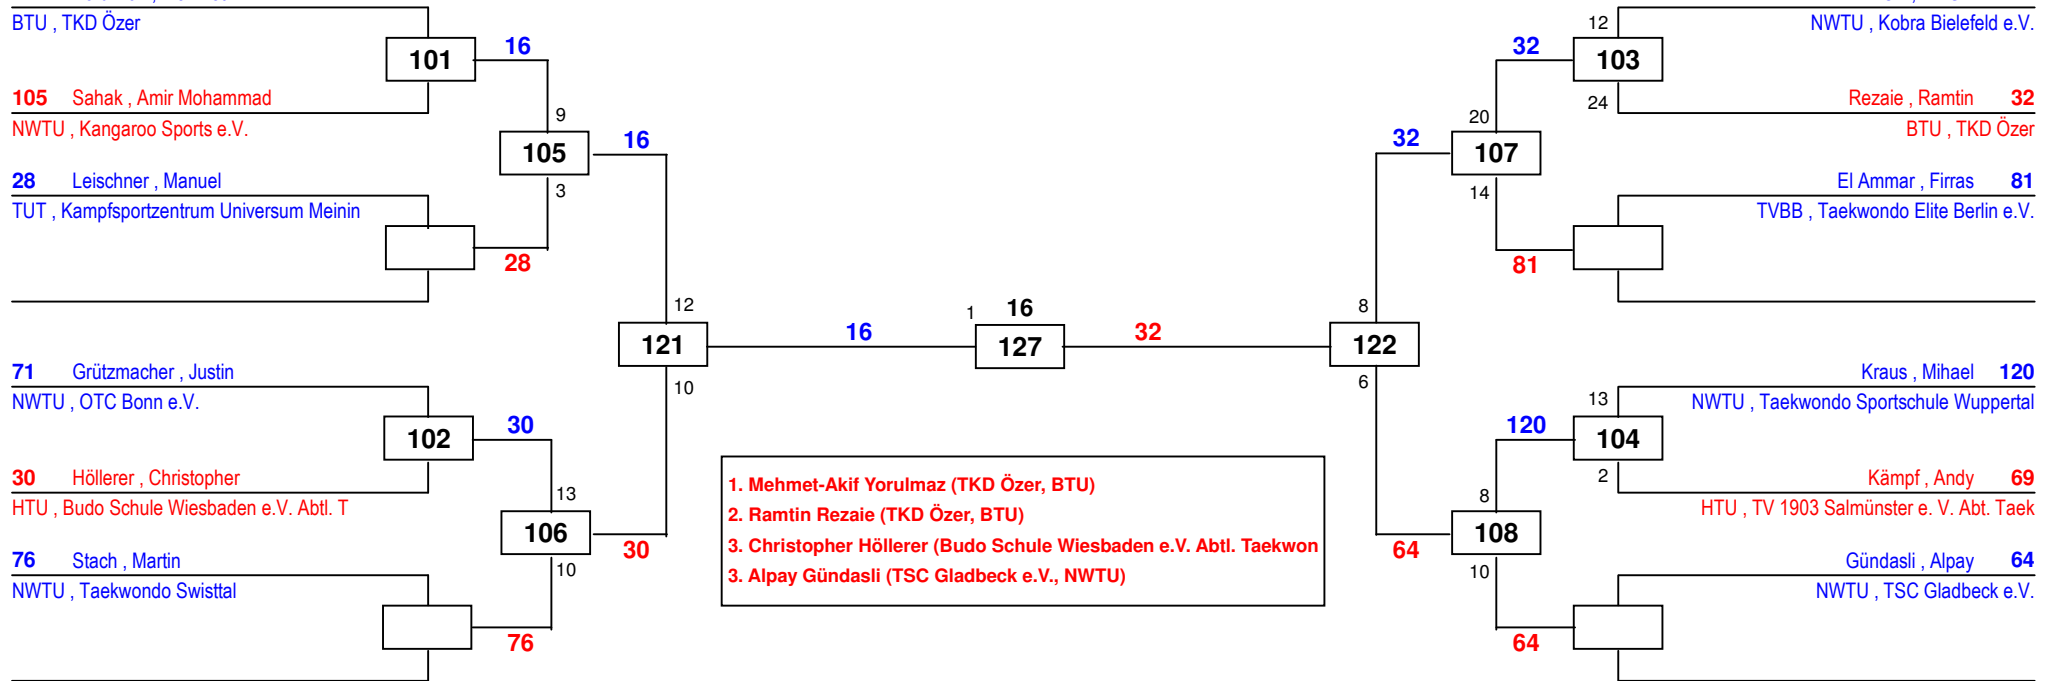 BTU , TKD Özer
101
16
105 Sahak , Amir Mohammad
NWTU , Kangaroo Sports e.V.
9
105
16
3
28 Leischner , Manuel
TUT , Kampfsportzentrum Universum Meinin
28
12
121
16
10
71 Grützmacher , Justin
NWTU , OTC Bonn e.V.
102
30
30 Höllerer , Christopher
HTU , Budo Schule Wiesbaden e.V. Abtl. T
13
106
30
10
76 Stach , Martin
NWTU , Taekwondo Swisttal
76
1
16
127
32
1. Mehmet-Akif Yorulmaz (TKD Özer, BTU)
2. Ramtin Rezaie (TKD Özer, BTU)
3. Christopher Höllerer (Budo Schule Wiesbaden e.V. Abtl. Taekwon
3. Alpay Gündasli (TSC Gladbeck e.V., NWTU)
NWTU , Kobra Bielefeld e.V.
12
32
103
24
Rezaie , Ramtin 32
BTU , TKD Özer
20
32
107
14
El Ammar , Firras 81
TVBB , Taekwondo Elite Berlin e.V.
81
8
122
6
Kraus , Mihael 120
NWTU , Taekwondo Sportschule Wuppertal
13
120
104
2
Kämpf , Andy 69
HTU , TV 1903 Salmünster e. V. Abt. Taek
8
108
64
10
Gündasli , Alpay 64
NWTU , TSC Gladbeck e.V.
64